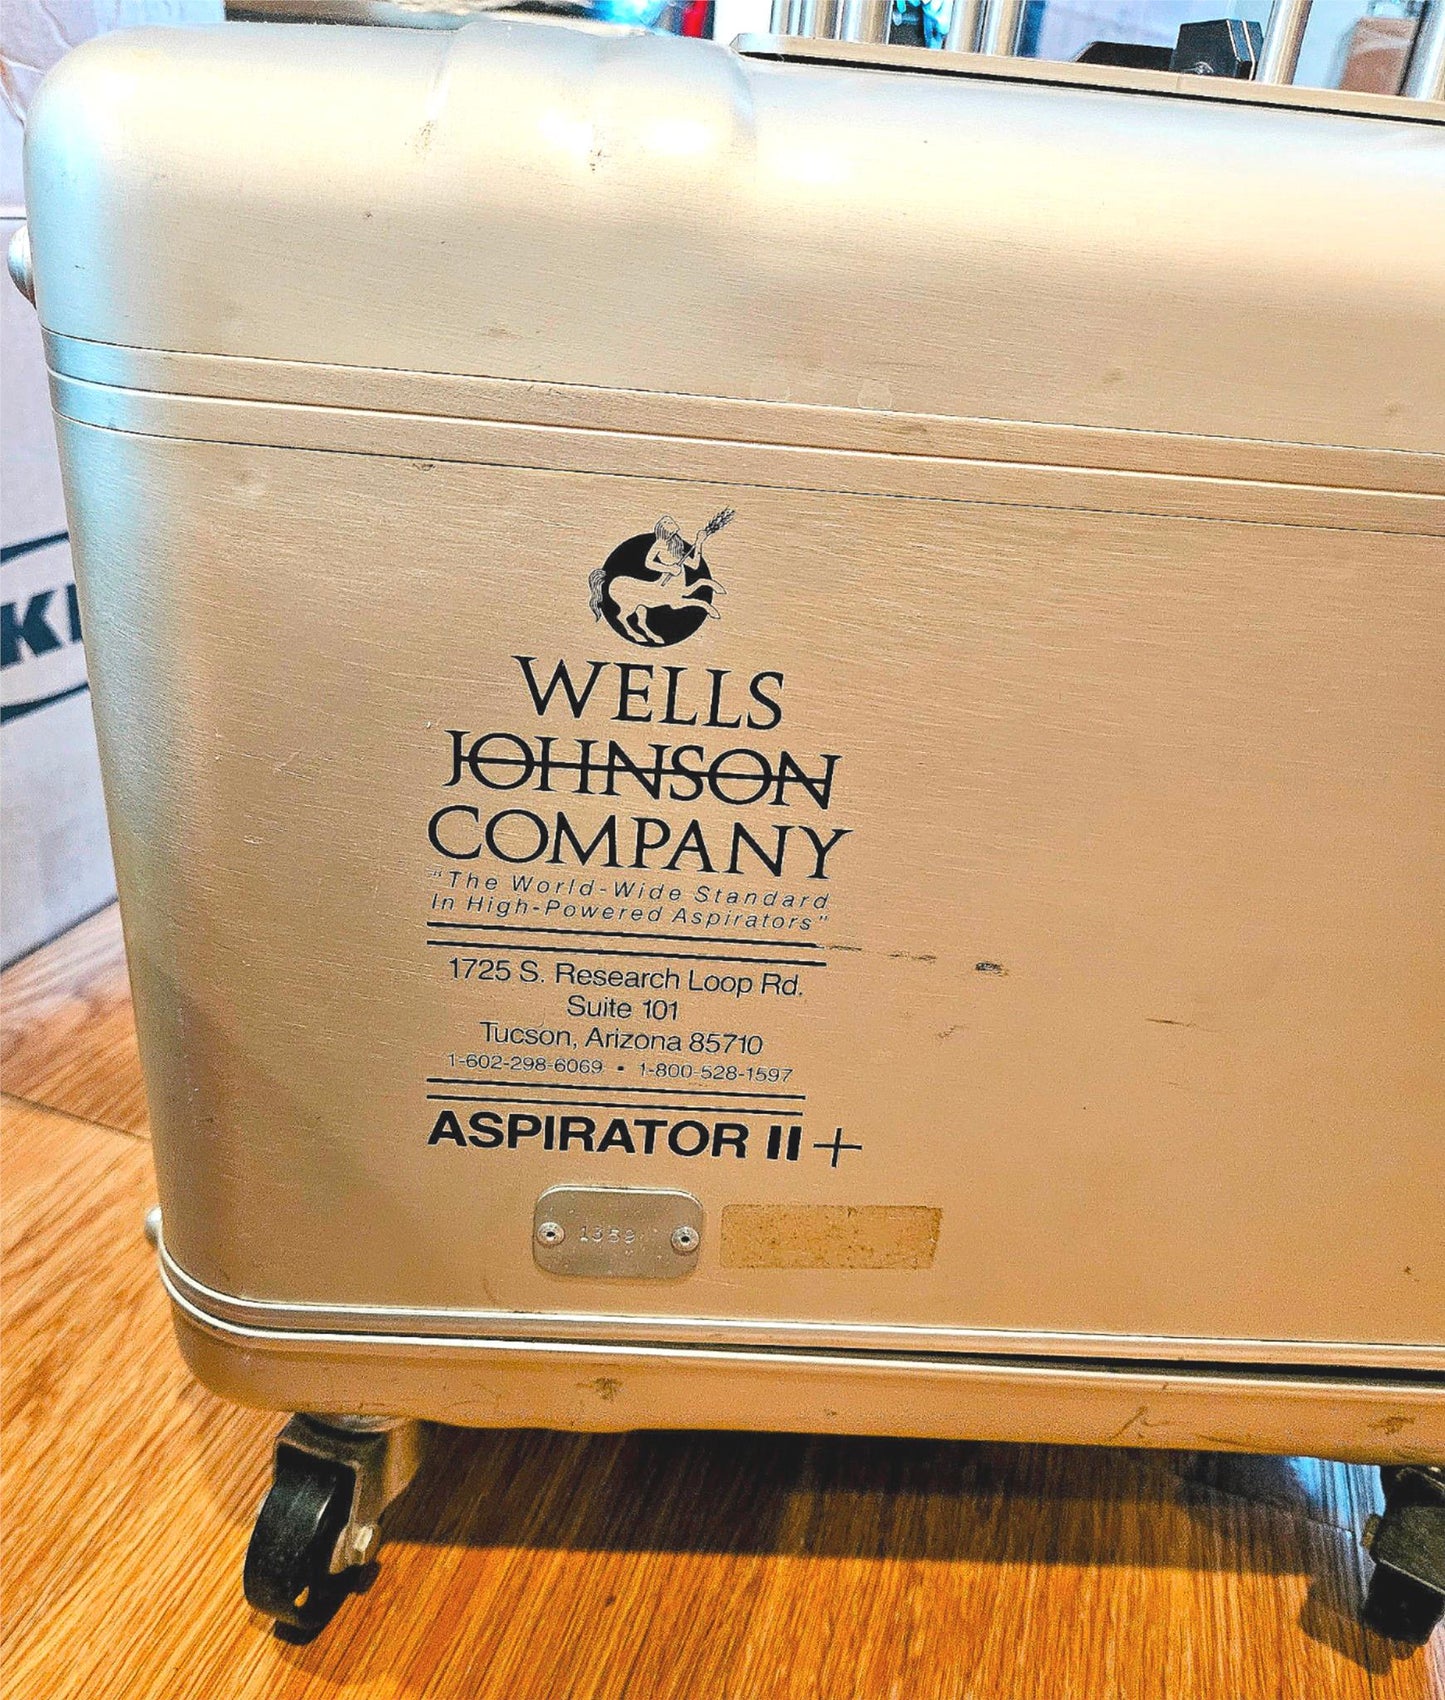 WELLS
JOHNSON
COMPANY
"The World-Wide Standard
In High-Powered Aspirators"
1725 S. Research Loop Rd.
Suite 101
Tucson, Arizona 85710
1-602-298-6069 • 1-800-528-1597
ASPIRATOR II+